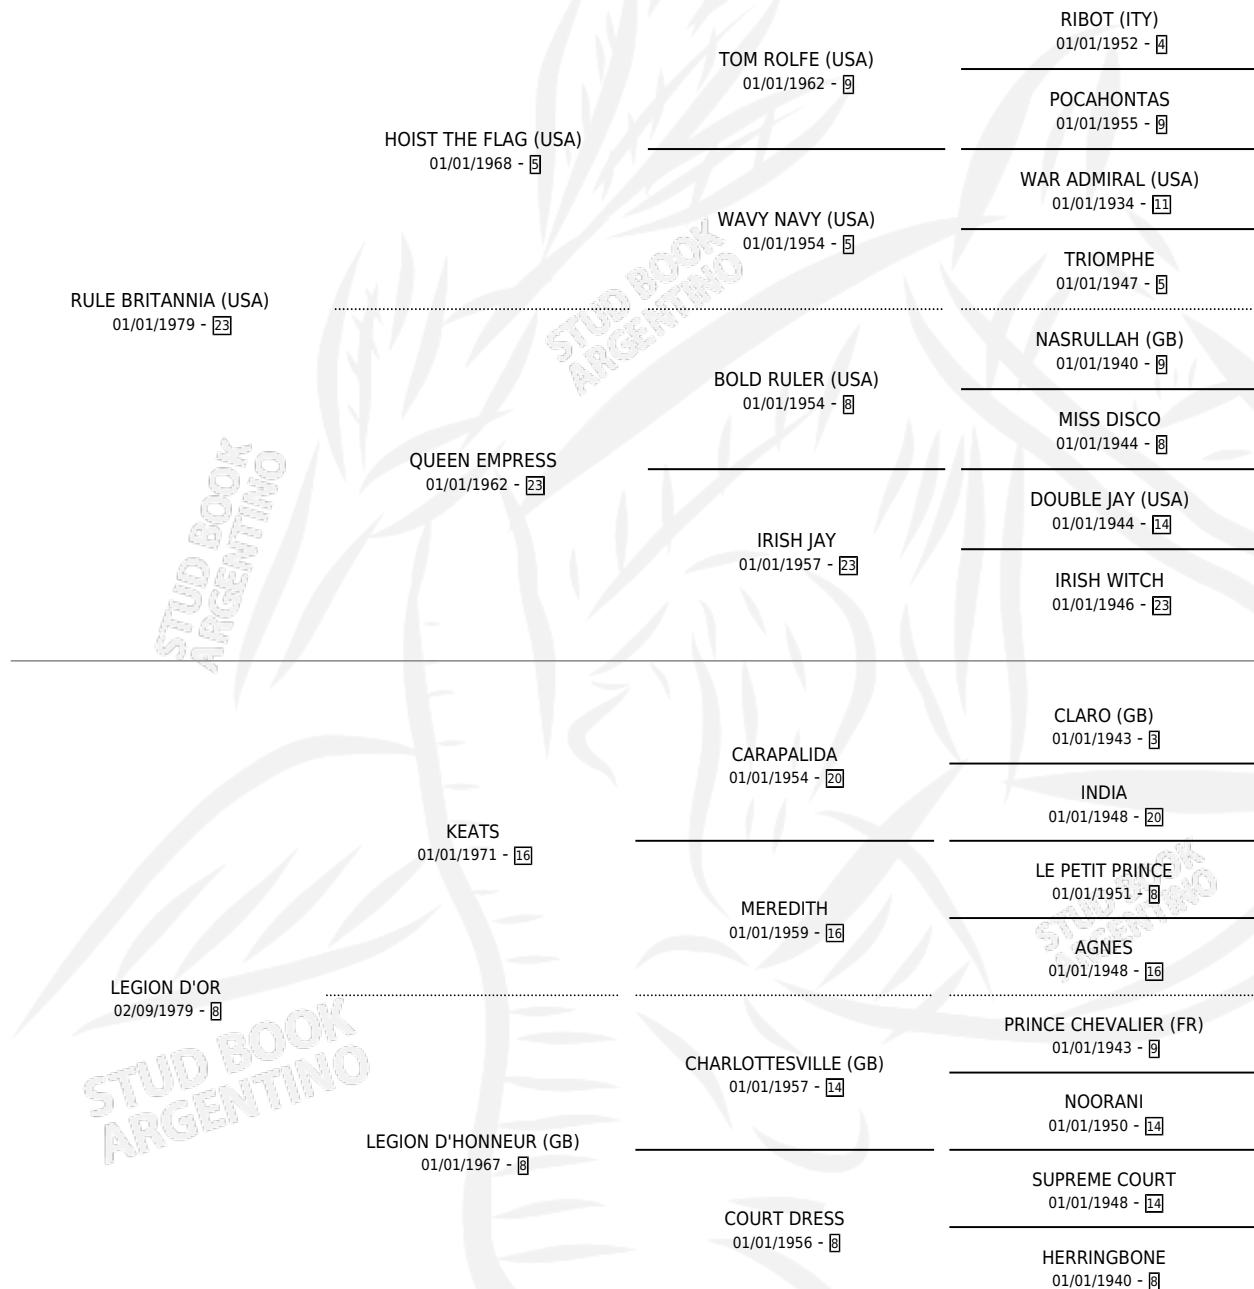 RIBOT (ITY)
01/01/1952 - 4
TOM ROLFE (USA)
01/01/1962 - 9
POCAHONTAS
01/01/1955 - 9
HOIST THE FLAG (USA)
01/01/1968 - 5
WAR ADMIRAL (USA)
01/01/1934 - 11
WAVY NAVY (USA)
01/01/1954 - 5
TRIOMPHE
01/01/1947 - 5
RULE BRITANNIA (USA)
01/01/1979 - 23
NASRULLAH (GB)
01/01/1940 - 9
BOLD RULER (USA)
01/01/1954 - 8
MISS DISCO
01/01/1944 - 8
QUEEN EMPRESS
01/01/1962 - 23
DOUBLE JAY (USA)
01/01/1944 - 14
IRISH JAY
01/01/1957 - 23
IRISH WITCH
01/01/1946 - 23
CLARO (GB)
01/01/1943 - 3
CARAPALIDA
01/01/1954 - 20
INDIA
01/01/1948 - 20
KEATS
01/01/1971 - 16
LE PETIT PRINCE
01/01/1951 - 8
MEREDITH
01/01/1959 - 16
AGNES
01/01/1948 - 16
LEGION D'OR
02/09/1979 - 8
PRINCE CHEVALIER (FR)
01/01/1943 - 9
CHARLOTTESVILLE (GB)
01/01/1957 - 14
NOORANI
01/01/1950 - 14
LEGION D'HONNEUR (GB)
01/01/1967 - 8
SUPREME COURT
01/01/1948 - 14
COURT DRESS
01/01/1956 - 8
HERRINGBONE
01/01/1940 - 8
STUD BOOK
ARGENTINO
STUD BOOK
ARGENTINO
STUD BOOK
ARGENTINO
STUD BOOK
ARGENTINO